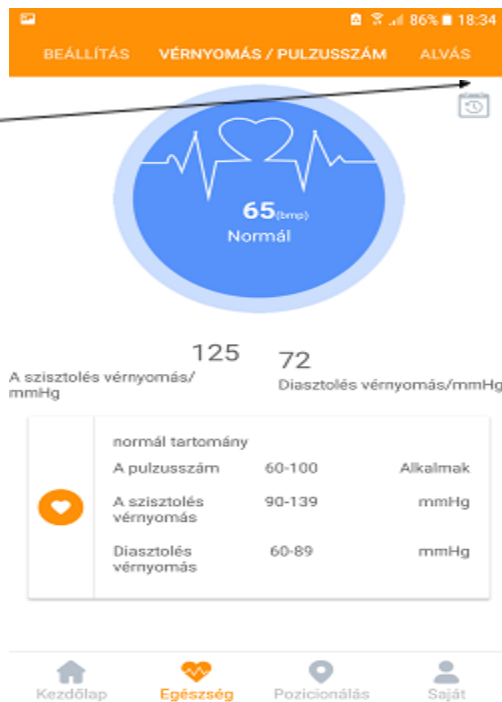 86% 18:34
BEÁLLÍTÁS VÉRNYOMÁS / PULZUSSZÁM ALVÁS
65(bmp)
Normál
125 72
A szisztolés vérnyomás/ Diasztolés vérnyomás/mmHg
mmHg
normál tartomány
A pulzusszám 60-100 Alkalmak
A szisztolés 90-139 mmHg
vérnyomás
Diasztolés 60-89 mmHg
vérnyomás
Kezdőlap Egészség Pozicionálás Saját